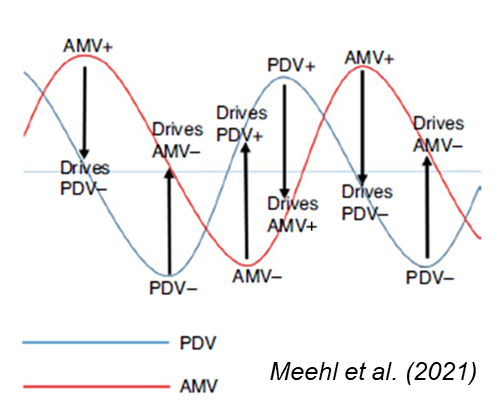 AMV+
Drives
PDV–
Drives
AMV–
PDV–
Drives
PDV+
AMV–
PDV+
Drives
AMV+
AMV+
Drives
PDV–
Drives
AMV–
PDV–
PDV
AMV
Meehl et al. (2021)